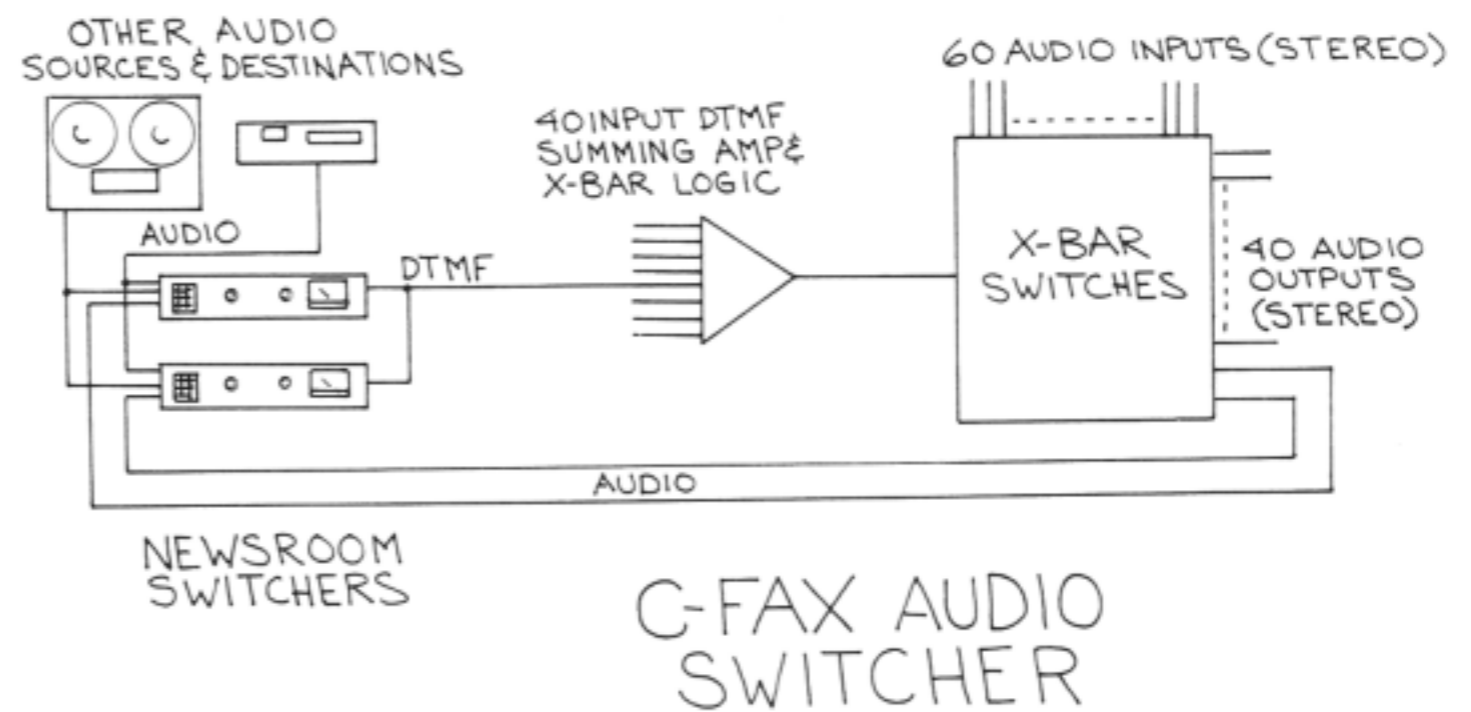 OTHER AUDIO
SOURCES & DESTINATIONS
60 AUDIO INPUTS (STEREO)
40 INPUT DTMF
SUMMING AMP &
X-BAR LOGIC
AUDIO
DTMF
X-BAR
SWITCHES
40 AUDIO
OUTPUTS
(STEREO)
AUDIO
NEWSROOM
SWITCHERS
C-FAX AUDIO
SWITCHER